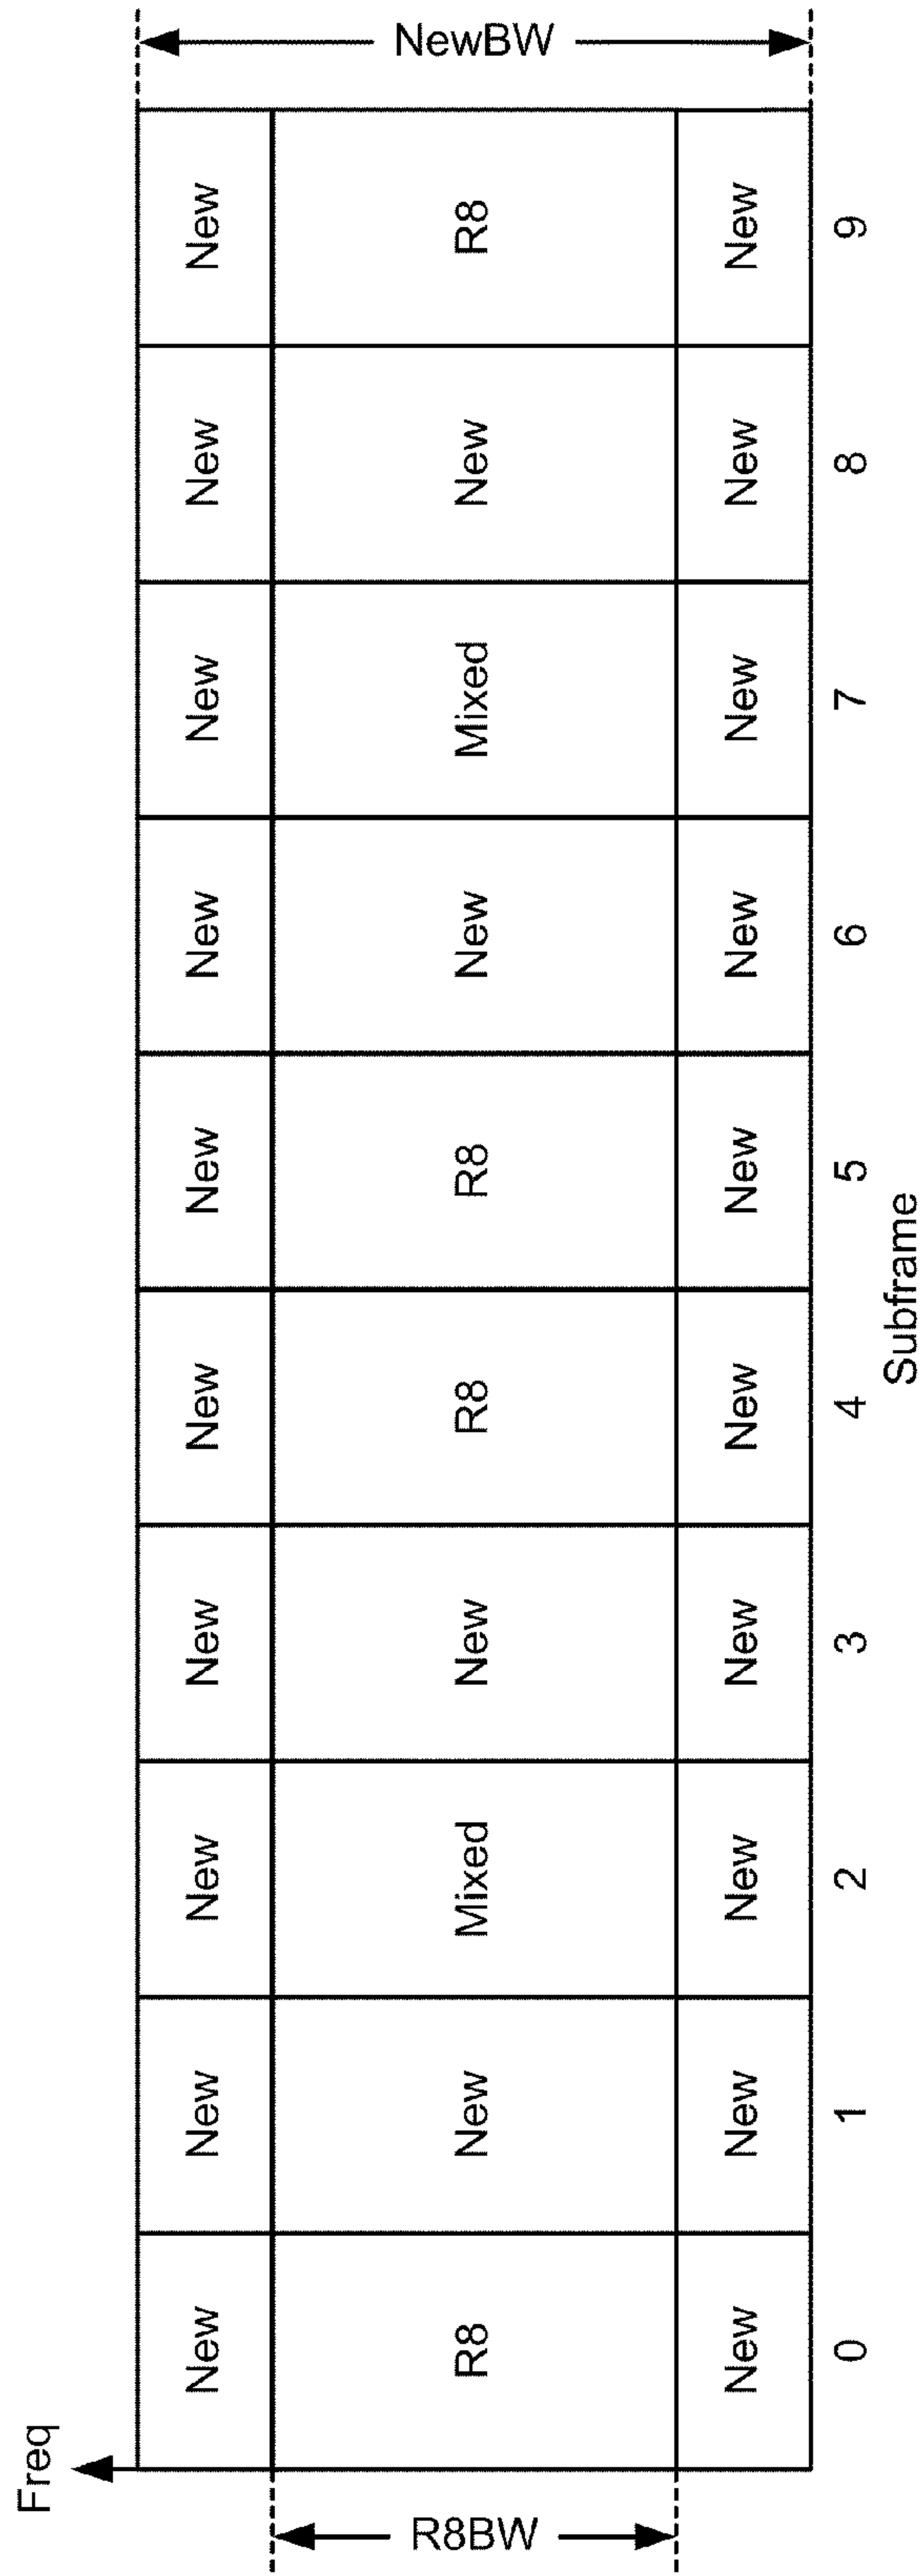 Freq
NewBW
New New New New New New New New New New
R8BW
R8 New Mixed New R8 R8 New Mixed New R8
New New New New New New New New New New
0 1 2 3 4 5 6 7 8 9
Subframe